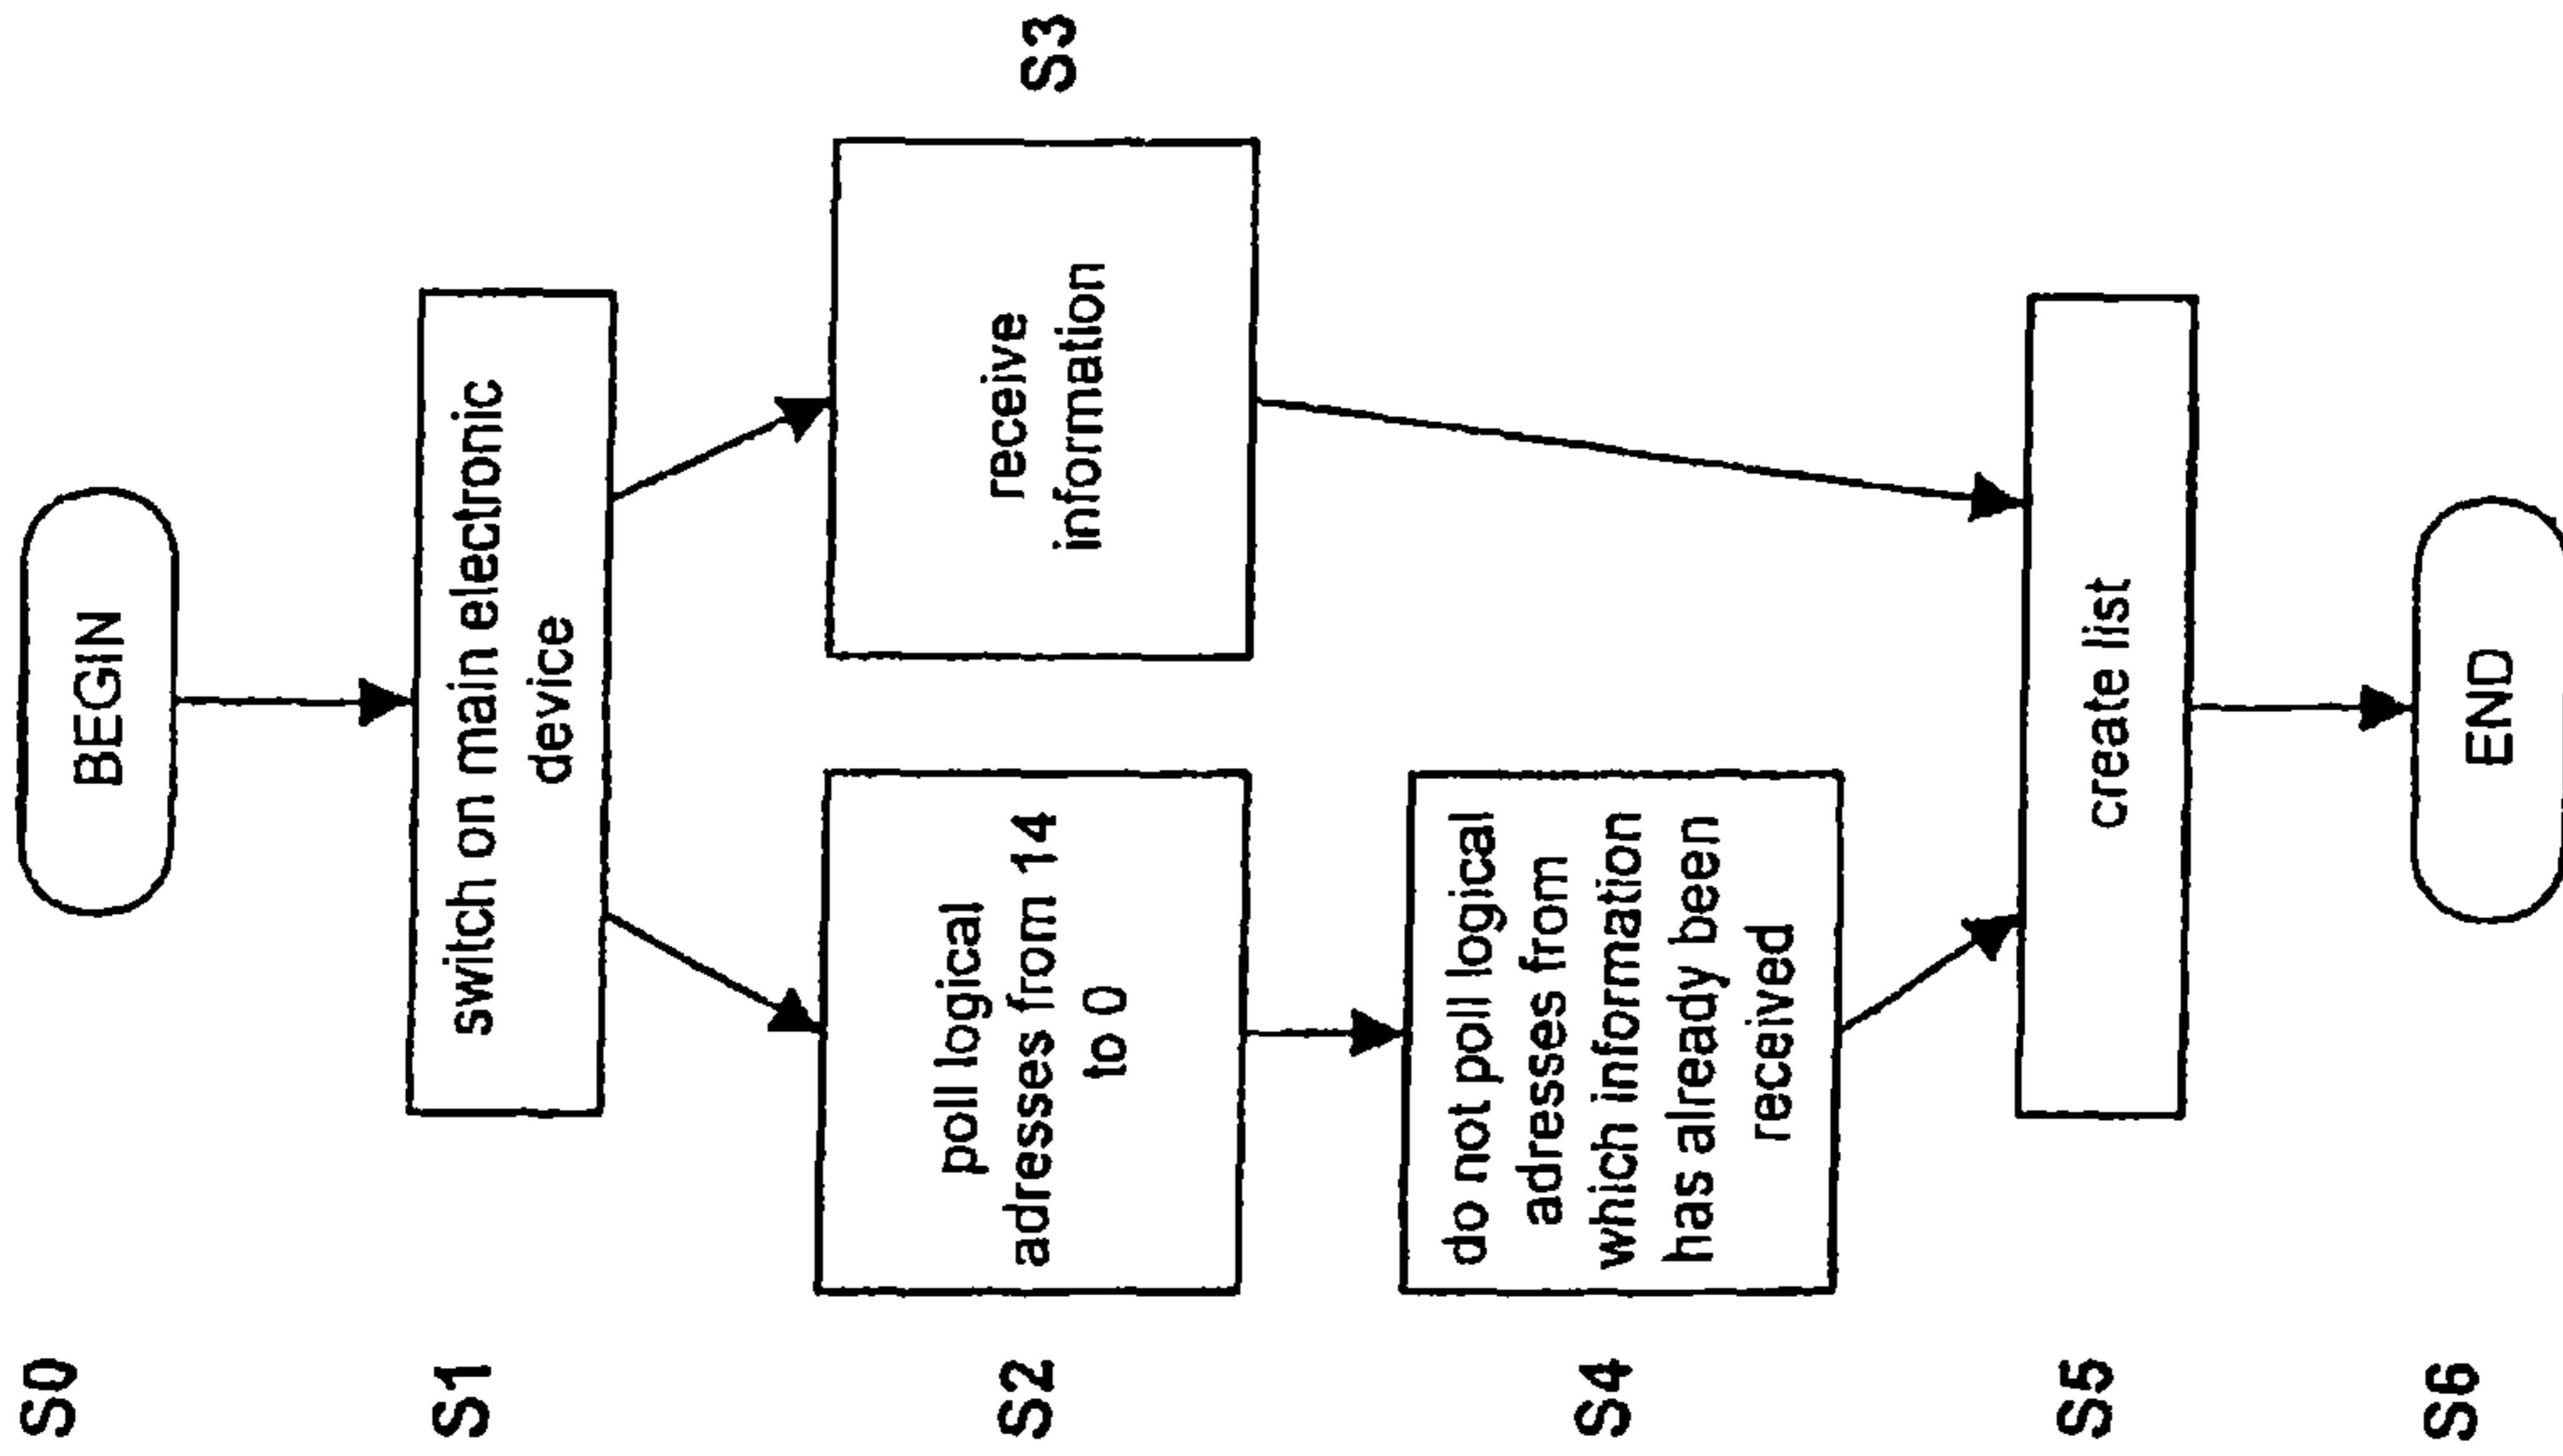 S0
BEGIN
S1
switch on main electronic
device
S2
poll logical
adresses from 14
to 0
receive
information
S3
S4
do not poll logical
adresses from
which information
has already been
received
S5
create list
S6
END